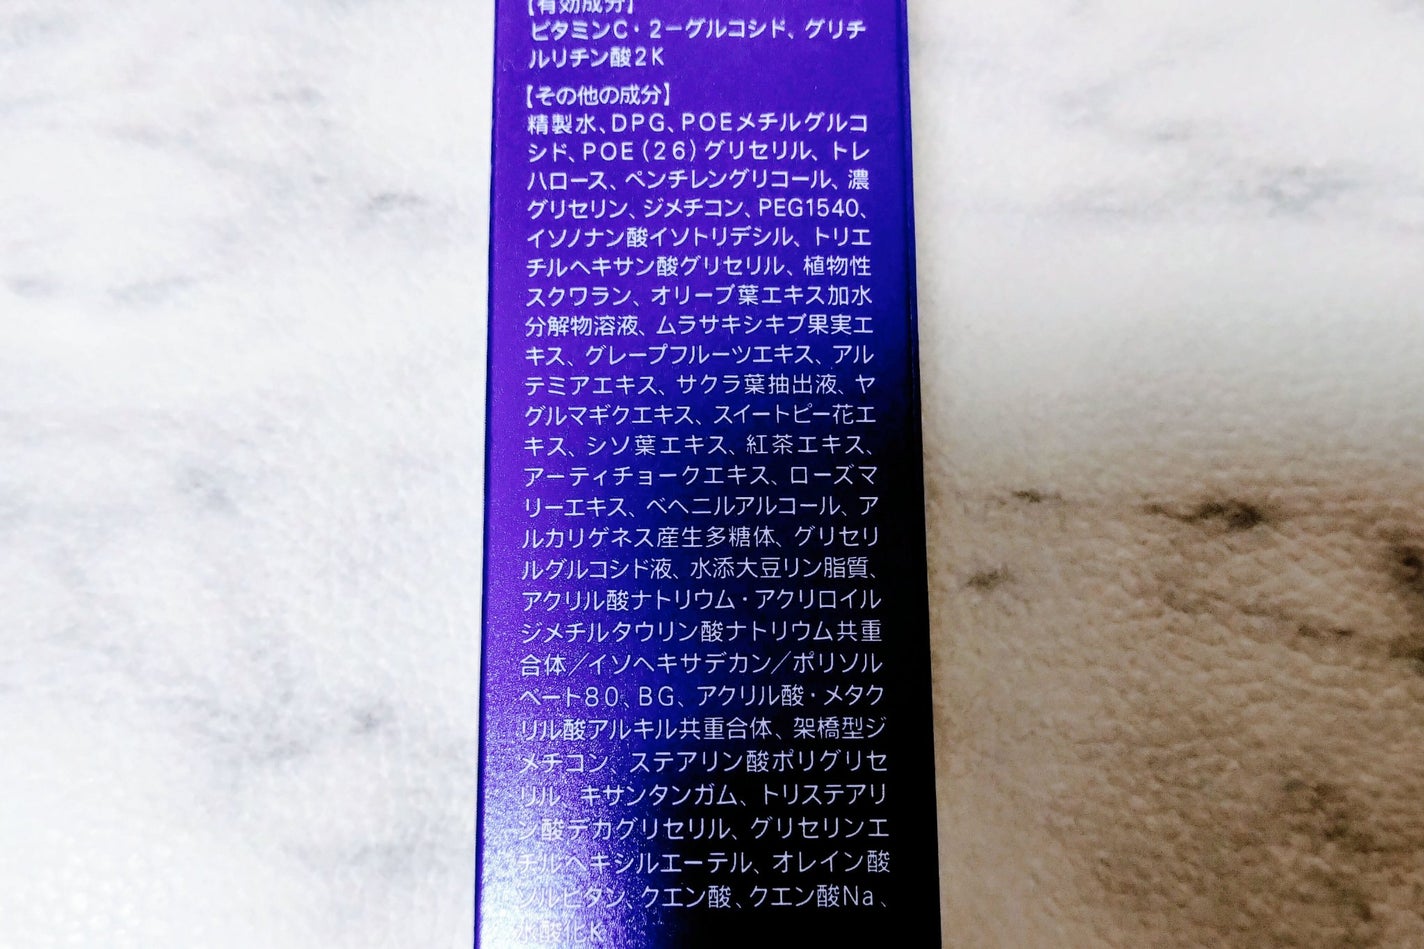 【有効成分】
ビタミンC・2－グルコシド、グリチ
ルリチン酸2K
【その他の成分】
精製水、DPG、POEメチルグルコ
シド、POE（26）グリセリル、トレ
ハロース、ペンチレングリコール、濃
グリセリン、ジメチコン、PEG1540、
イソノナン酸イソトリデシル、トリエ
チルヘキサン酸グリセリル、植物性
スクワラン、オリーブ葉エキス加水
分解物溶液、ムラサキシキブ果実エ
キス、グレープフルーツエキス、アル
テミアエキス、サクラ葉抽出液、ヤ
グルマギクエキス、スイートピー花エ
キス、シソ葉エキス、紅茶エキス、
アーティチョークエキス、ローズマ
リーエキス、ベヘニルアルコール、ア
ルカリゲネス産生多糖体、グリセリ
ルグルコシド液、水添大豆リン脂質、
アクリル酸ナトリウム・アクリロイル
ジメチルタウリン酸ナトリウム共重
合体／イソヘキサデカン／ポリソル
ベート80、BG、アクリル酸・メタク
リル酸アルキル共重合体、架橋型ジ
メチコン、ステアリン酸ポリグリセ
リル、キサンタンガム、トリステアリ
ン酸デカグリセリル、グリセリンエ
チルヘキシルエーテル、オレイン酸
ソルビタン、クエン酸、クエン酸Na、
水酸化K